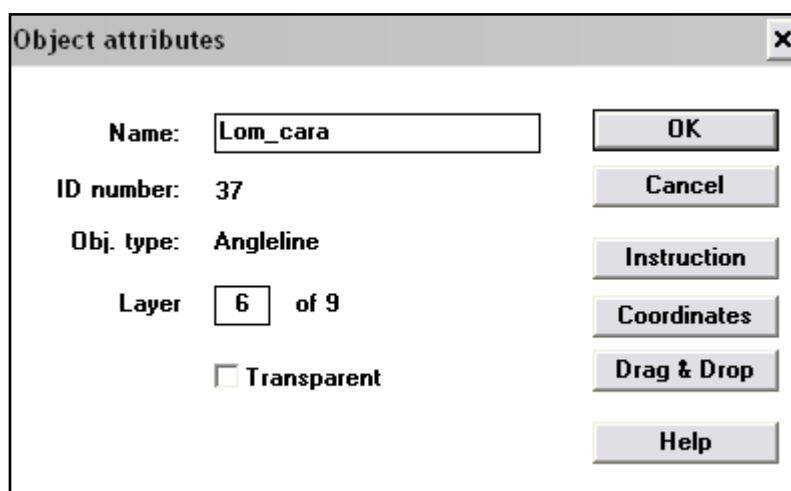 Object attributes
Name: Lom_cara
OK
ID number: 37
Cancel
Obj. type: Angleline
Instruction
Layer 6 of 9
Coordinates
Transparent
Drag & Drop
Help